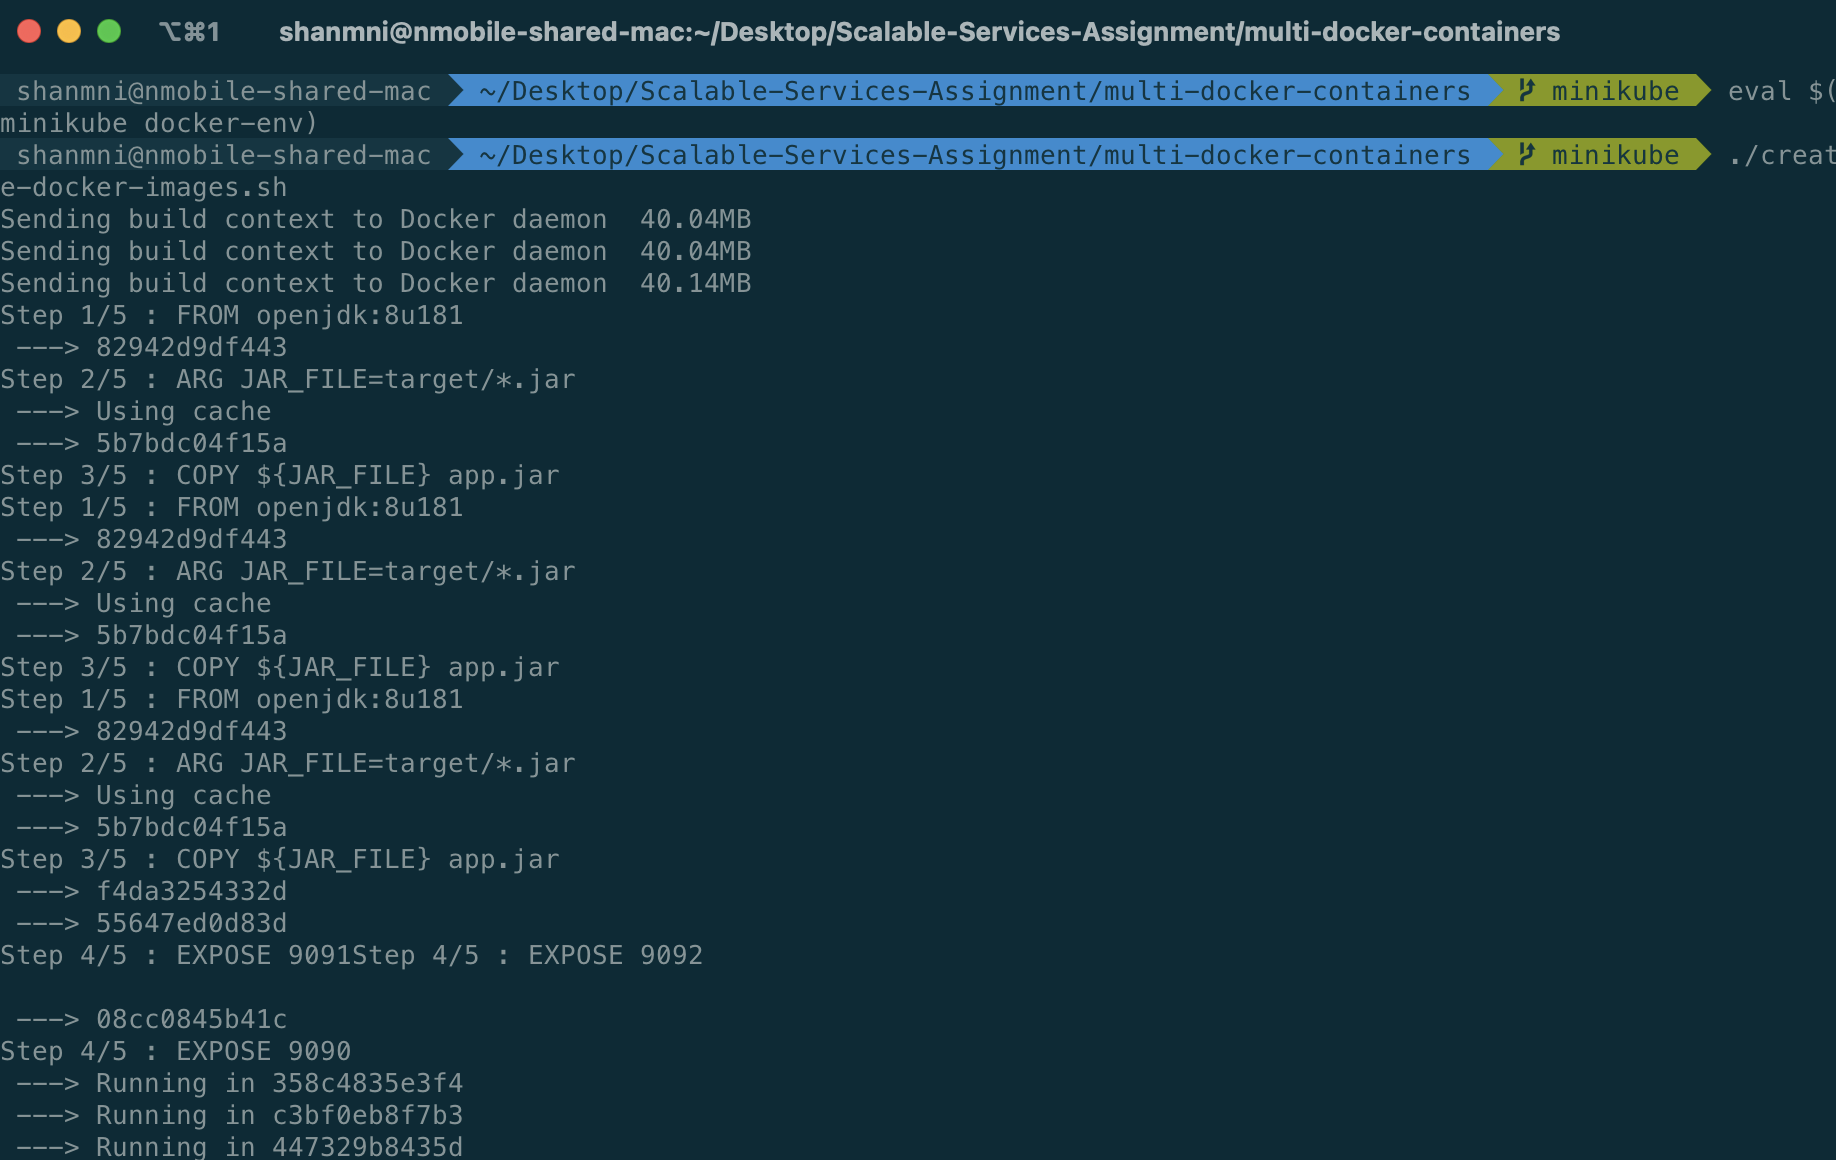 ⌥⌘1 shanmni@nmobile-shared-mac:~/Desktop/Scalable-Services-Assignment/multi-docker-containers
shanmni@nmobile-shared-mac ~/Desktop/Scalable-Services-Assignment/multi-docker-containers minikube eval $(
minikube docker-env)
shanmni@nmobile-shared-mac ~/Desktop/Scalable-Services-Assignment/multi-docker-containers minikube ./creat
e-docker-images.sh
Sending build context to Docker daemon  40.04MB
Sending build context to Docker daemon  40.04MB
Sending build context to Docker daemon  40.14MB
Step 1/5 : FROM openjdk:8u181
 ---> 82942d9df443
Step 2/5 : ARG JAR_FILE=target/*.jar
 ---> Using cache
 ---> 5b7bdc04f15a
Step 3/5 : COPY ${JAR_FILE} app.jar
Step 1/5 : FROM openjdk:8u181
 ---> 82942d9df443
Step 2/5 : ARG JAR_FILE=target/*.jar
 ---> Using cache
 ---> 5b7bdc04f15a
Step 3/5 : COPY ${JAR_FILE} app.jar
Step 1/5 : FROM openjdk:8u181
 ---> 82942d9df443
Step 2/5 : ARG JAR_FILE=target/*.jar
 ---> Using cache
 ---> 5b7bdc04f15a
Step 3/5 : COPY ${JAR_FILE} app.jar
 ---> f4da3254332d
 ---> 55647ed0d83d
Step 4/5 : EXPOSE 9091Step 4/5 : EXPOSE 9092
 ---> 08cc0845b41c
Step 4/5 : EXPOSE 9090
 ---> Running in 358c4835e3f4
 ---> Running in c3bf0eb8f7b3
 ---> Running in 447329b8435d